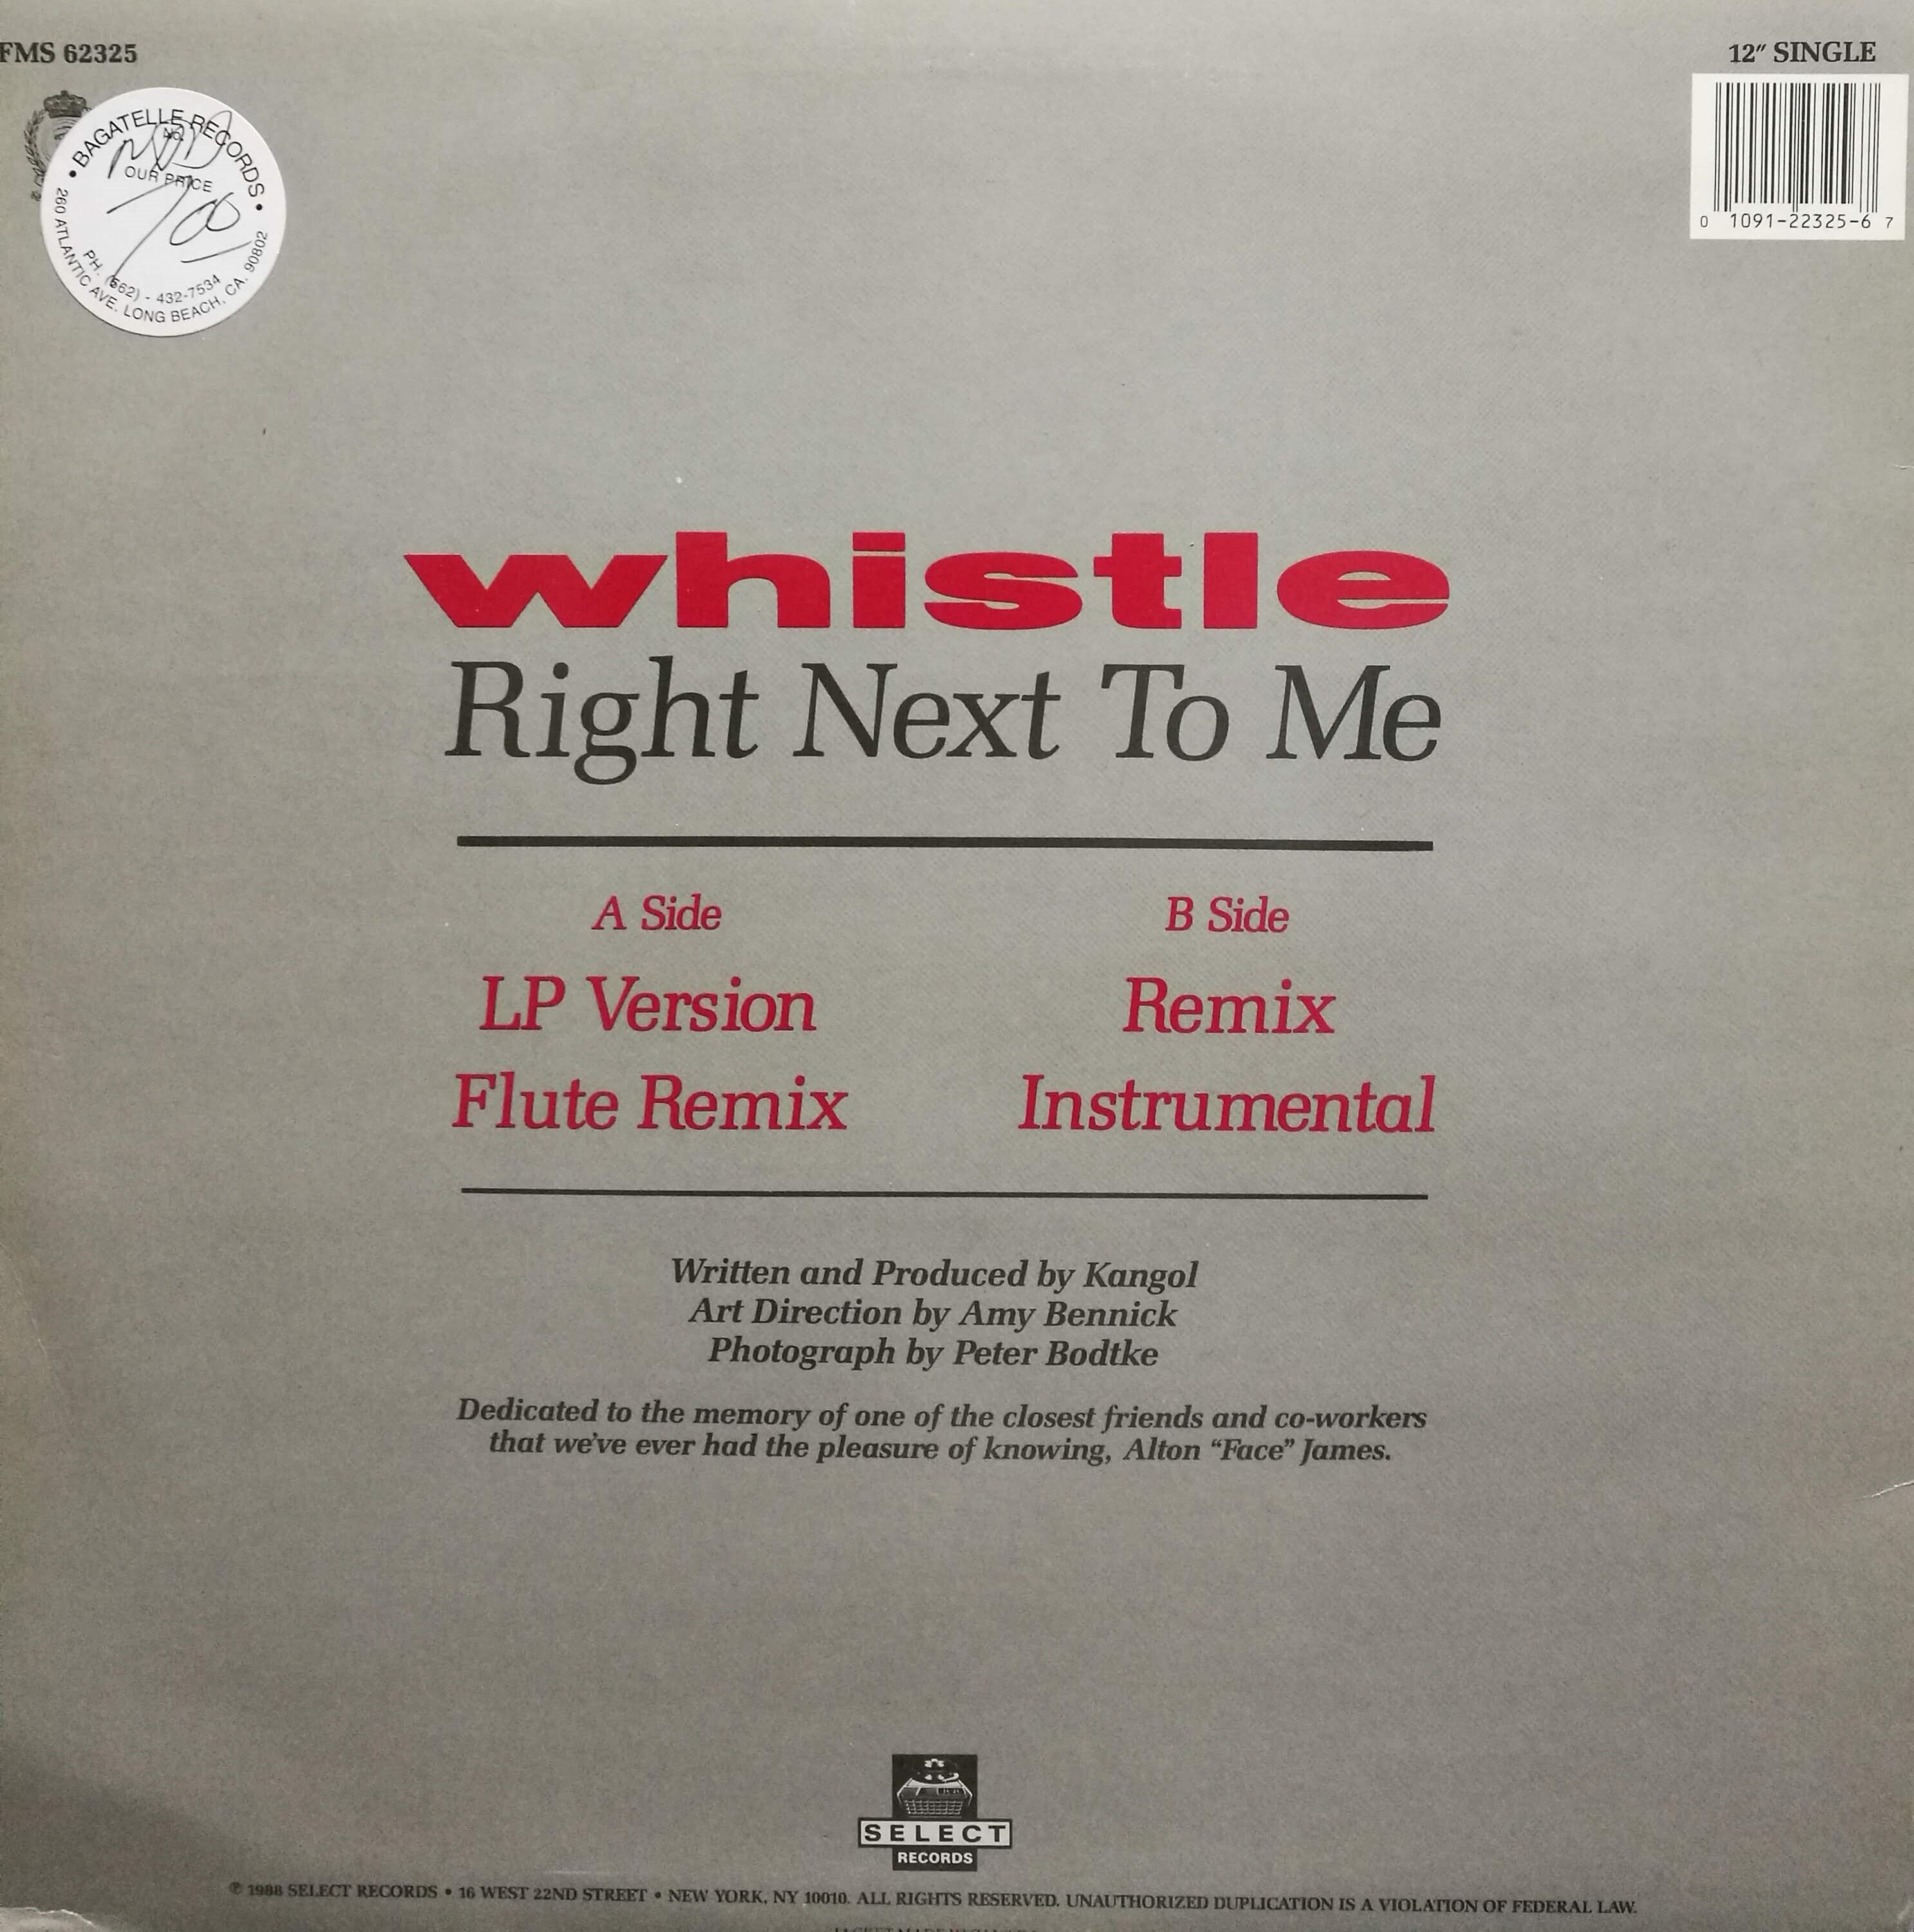 FMS 62325
12″ SINGLE
0 1091-22325-6 7
• BAGATELLE RECORDS •
No.
OUR PRICE
700
PH. (562) - 432-7534
260 ATLANTIC AVE. LONG BEACH, CA. 90802
whistle
Right Next To Me
A Side
B Side
LP Version
Remix
Flute Remix
Instrumental
Written and Produced by Kangol
Art Direction by Amy Bennick
Photograph by Peter Bodtke
Dedicated to the memory of one of the closest friends and co-workers
that we've ever had the pleasure of knowing, Alton “Face” James.
SELECT
RECORDS
℗ 1988 SELECT RECORDS • 16 WEST 22ND STREET • NEW YORK, NY 10010. ALL RIGHTS RESERVED. UNAUTHORIZED DUPLICATION IS A VIOLATION OF FEDERAL LAW.